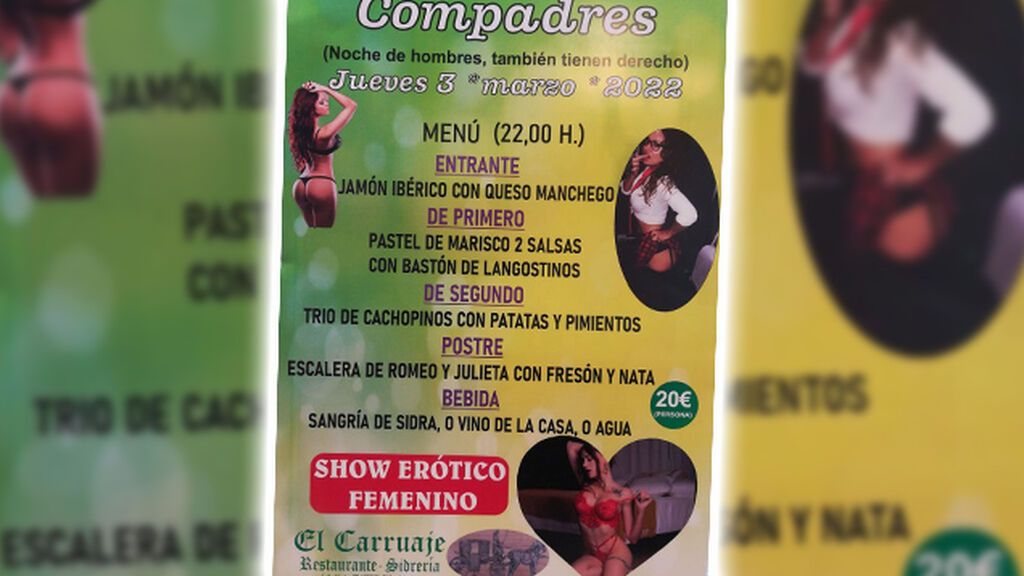 Compadres
(Noche de hombres, también tienen derecho)
Jueves 3 *marzo * 2022
MENÚ (22,00 H.)
ENTRANTE
JAMÓN IBÉRICO CON QUESO MANCHEGO
DE PRIMERO
PASTEL DE MARISCO 2 SALSAS
CON BASTÓN DE LANGOSTINOS
DE SEGUNDO
TRIO DE CACHOPINOS CON PATATAS Y PIMIENTOS
POSTRE
ESCALERA DE ROMEO Y JULIETA CON FRESÓN Y NATA
BEBIDA
20€
(PERSONA)
SANGRÍA DE SIDRA, O VINO DE LA CASA, O AGUA
SHOW ERÓTICO
FEMENINO
El Carruaje
Restaurante - Sidrería